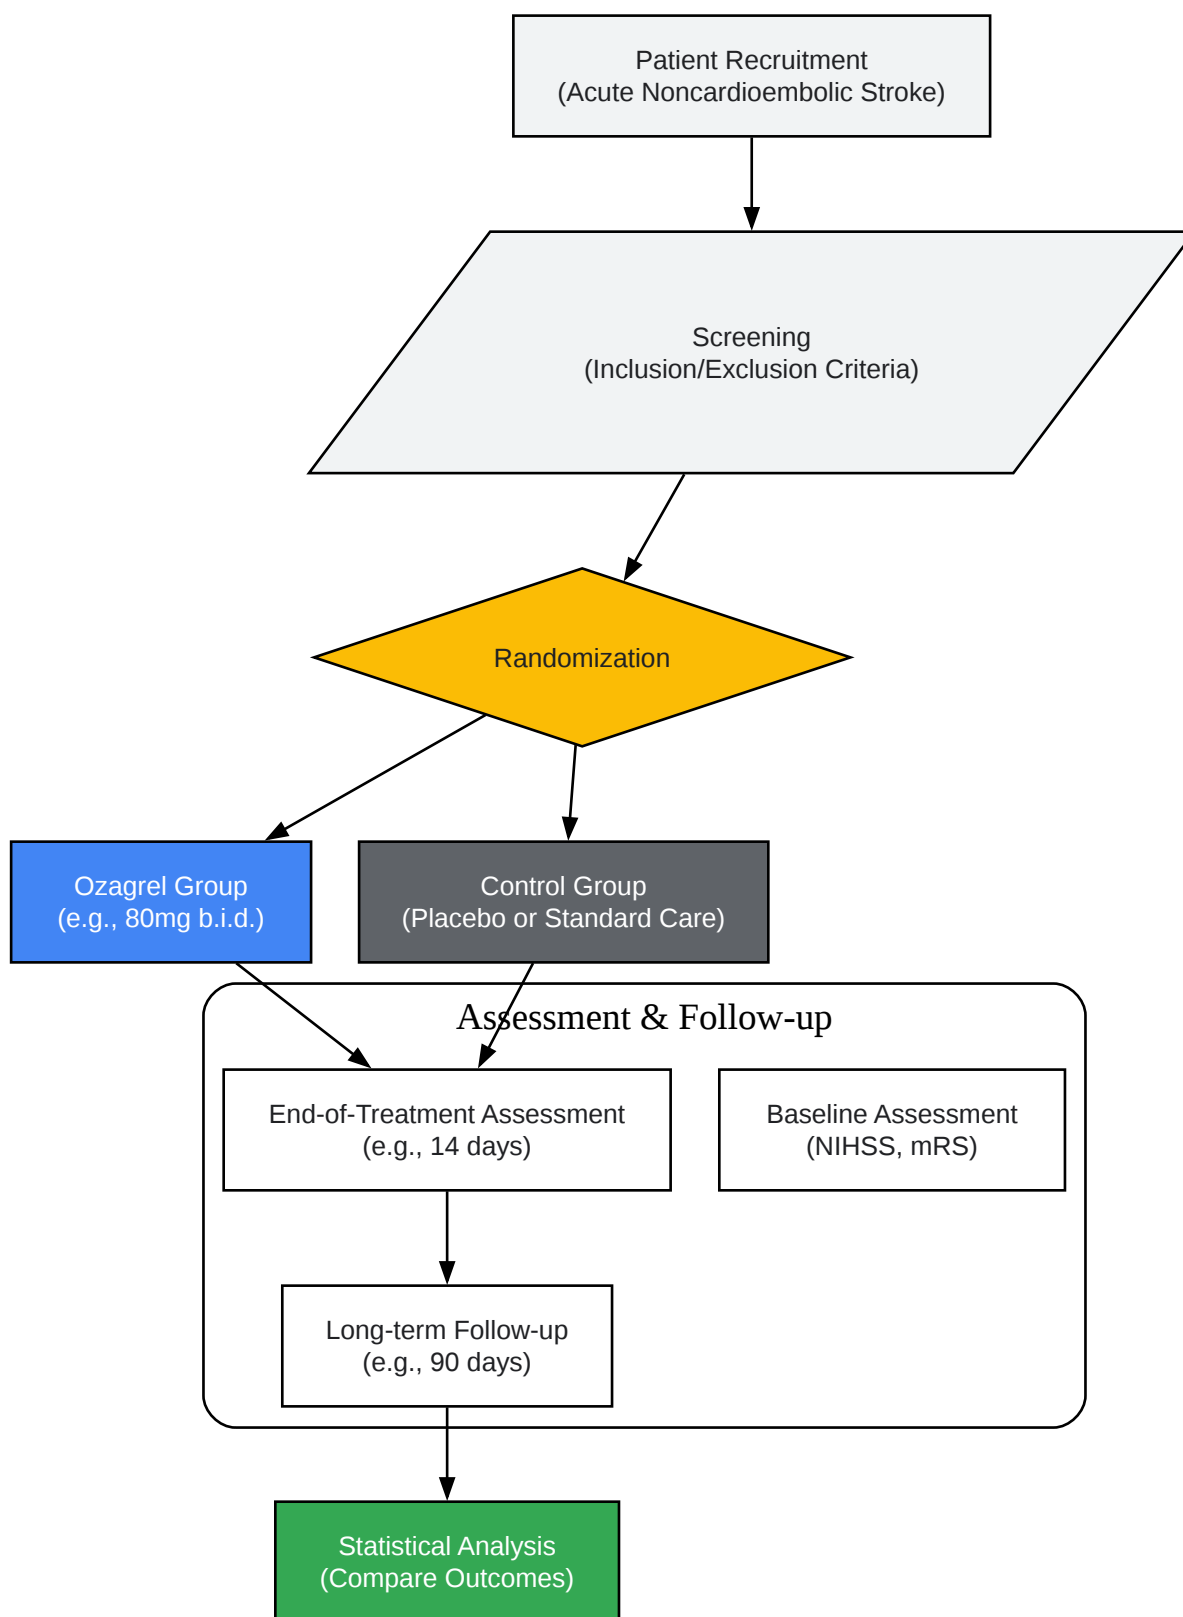 Patient Recruitment
(Acute Noncardioembolic Stroke)
Screening
(Inclusion/Exclusion Criteria)
Randomization
Ozagrel Group
(e.g., 80mg b.i.d.)
Control Group
(Placebo or Standard Care)
Assessment & Follow-up
End-of-Treatment Assessment
(e.g., 14 days)
Baseline Assessment
(NIHSS, mRS)
Long-term Follow-up
(e.g., 90 days)
Statistical Analysis
(Compare Outcomes)